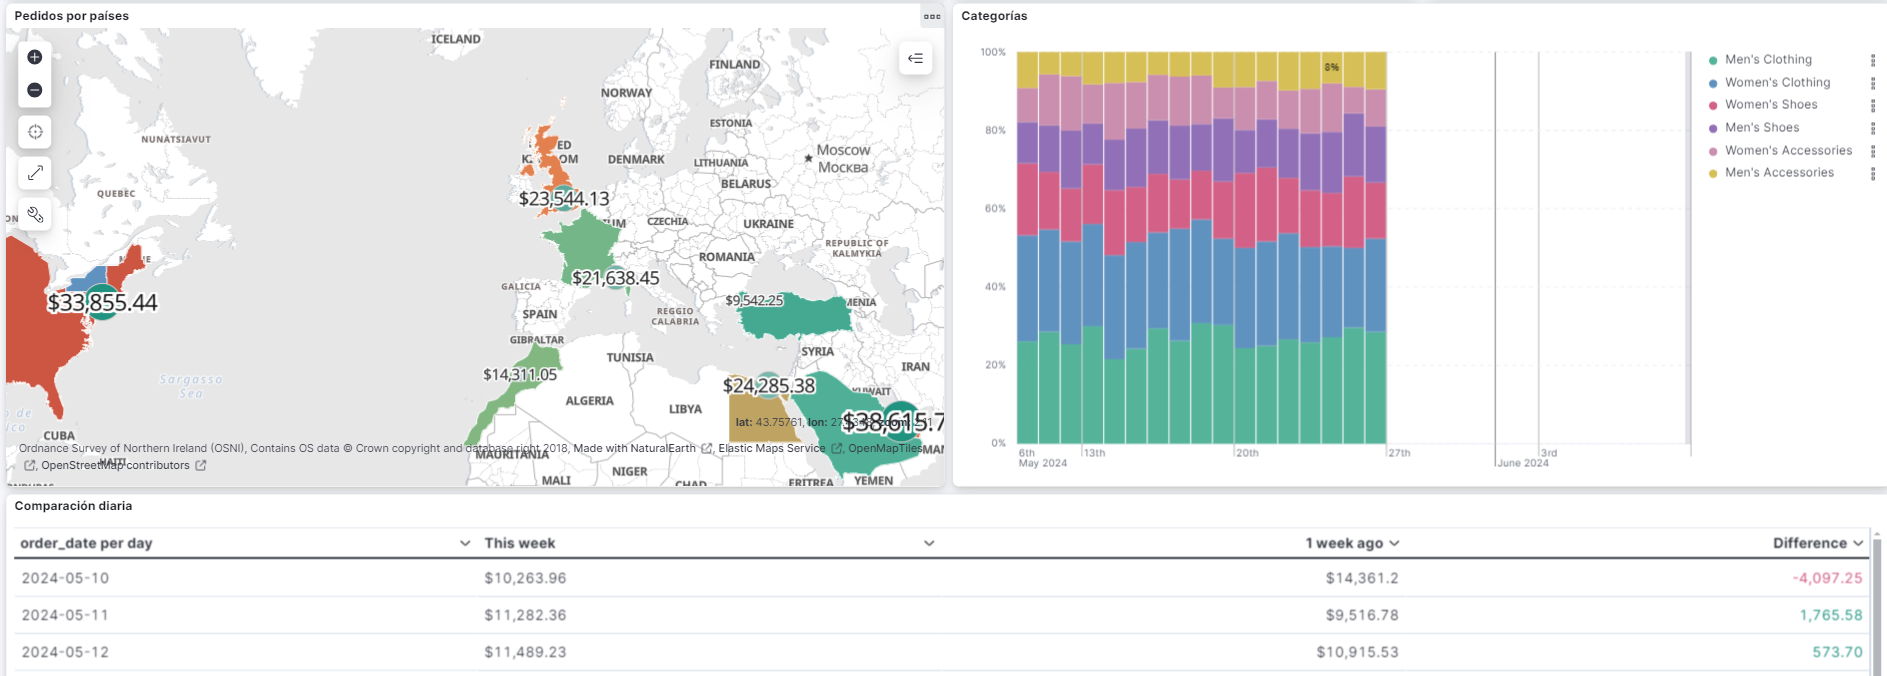 Pedidos por países
ICELAND
FINLAND
NORWAY
ESTONIA
NUNATSIAVUT
Moscow
Москва
DENMARK
LITHUANIA
BELARUS
QUEBEC
$23,544.13
CZECHIA
UKRAINE
REPUBLIC OF
KALMYKIA
ROMANIA
$21,638.45
GALICIA
$33,855.44
$9,542.25
SPAIN
REGGIO
CALABRIA
GIBRALTAR
SYRIA
TUNISIA
IRAN
$14,311.05
Sargasso
Sea
$24,285.38
ALGERIA
LIBYA
$38,615.7
lat: 43.75761, lon:
CUBA
Ordnance Survey of Northern Ireland (OSNI), Contains OS data © Crown copyright and database right 2018, Made with NaturalEarth, Elastic Maps Service, OpenMapTiles
, OpenStreetMap contributors
MAURITANIA
NIGER
MALI
CHAD
ERITREA
YEMEN
Categorías
100%
80%
60%
40%
20%
0%
8%
6th
13th
20th
27th
3rd
May 2024
June 2024
Men's Clothing
Women's Clothing
Women's Shoes
Men's Shoes
Women's Accessories
Men's Accessories
Comparación diaria
order_date per day This week 1 week ago Difference
2024-05-10 $10,263.96 $14,361.2 -4,097.25
2024-05-11 $11,282.36 $9,516.78 1,765.58
2024-05-12 $11,489.23 $10,915.53 573.70